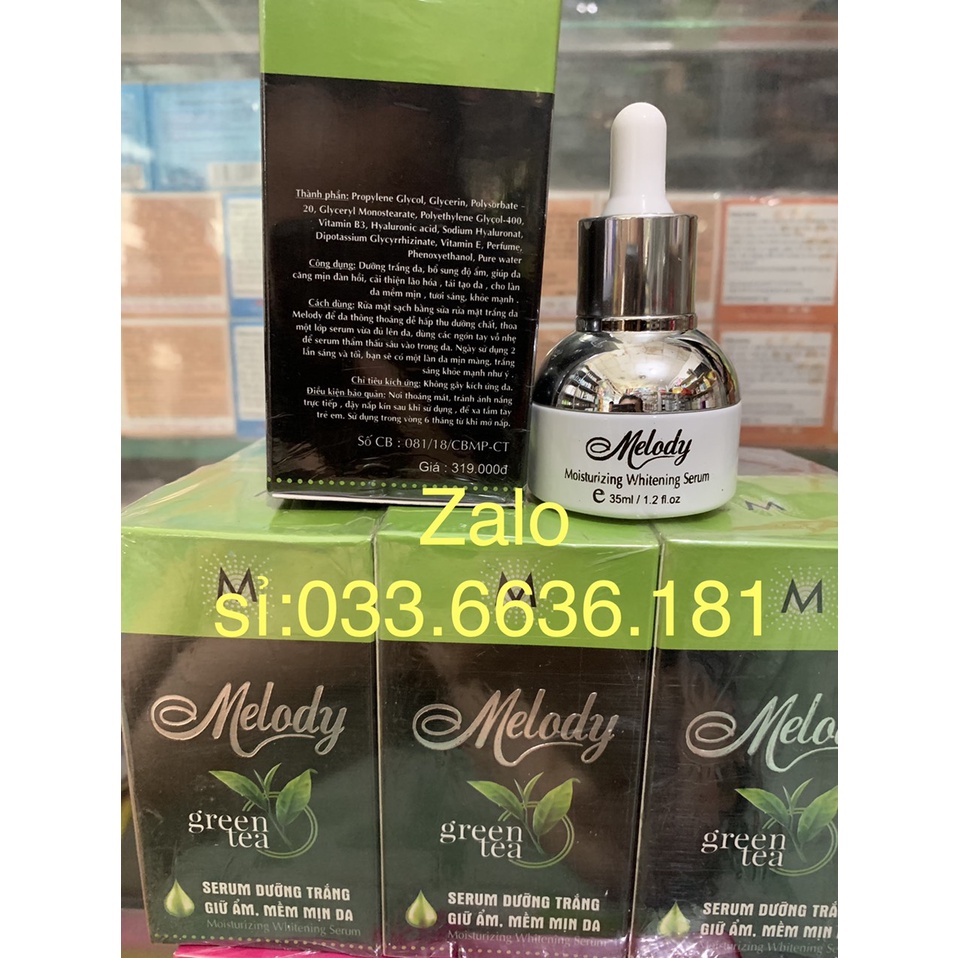 Thành phần: Propylene Glycol, Glycerin, Polysorbate –
20, Glyceryl Monostearate, Polyethylene Glycol-400,
Vitamin B3, Hyaluronic acid, Sodium Hyaluronat,
Dipotassium Glycyrrhizinate, Vitamin E, Perfume,
Phenoxyethanol, Pure water
Công dụng: Dưỡng trắng da, bổ sung độ ẩm, giúp da
căng mịn đàn hồi, cải thiện lão hóa , tái tạo da , cho làn
da mềm mịn , tươi sáng, khỏe mạnh .
Cách dùng: Rửa mặt sạch bằng sữa rửa mặt trắng da
Melody để da thông thoáng dễ hấp thu dưỡng chất, thoa
một lớp serum vừa đủ lên da, dùng các ngón tay vỗ nhẹ
để serum thẩm thấu sâu vào trong da. Ngày sử dụng 2
lần sáng và tối, bạn sẽ có một làn da mịn màng, trắng
sáng khỏe mạnh như ý .
Chỉ tiêu kích ứng: Không gây kích ứng da.
Điều kiện bảo quản: Nơi thoáng mát, tránh ánh nắng
trực tiếp , đậy nắp kín sau khi sử dụng , để xa tầm tay
trẻ em. Sử dụng trong vòng 6 tháng từ khi mở nắp.
Số CB : 081/18/CBMP-CT
Giá : 319.000đ
Melody
Moisturizing Whitening Serum
e 35ml / 1.2 fl.oz
Zalo
sỉ:033.6636.181
M
M
M
M
M
Melody
green
tea
SERUM DƯỠNG TRẮNG
GIỮ ẨM, MỀM MỊN DA
Moisturizing Whitening Serum
Melody
green
tea
SERUM DƯỠNG TRẮNG
GIỮ ẨM, MỀM MỊN DA
Moisturizing Whitening Serum
Melody
green
tea
SERUM DƯỠNG TRẮ
GIỮ ẨM, MỀM MỊN
Moisturizing Whitening Se